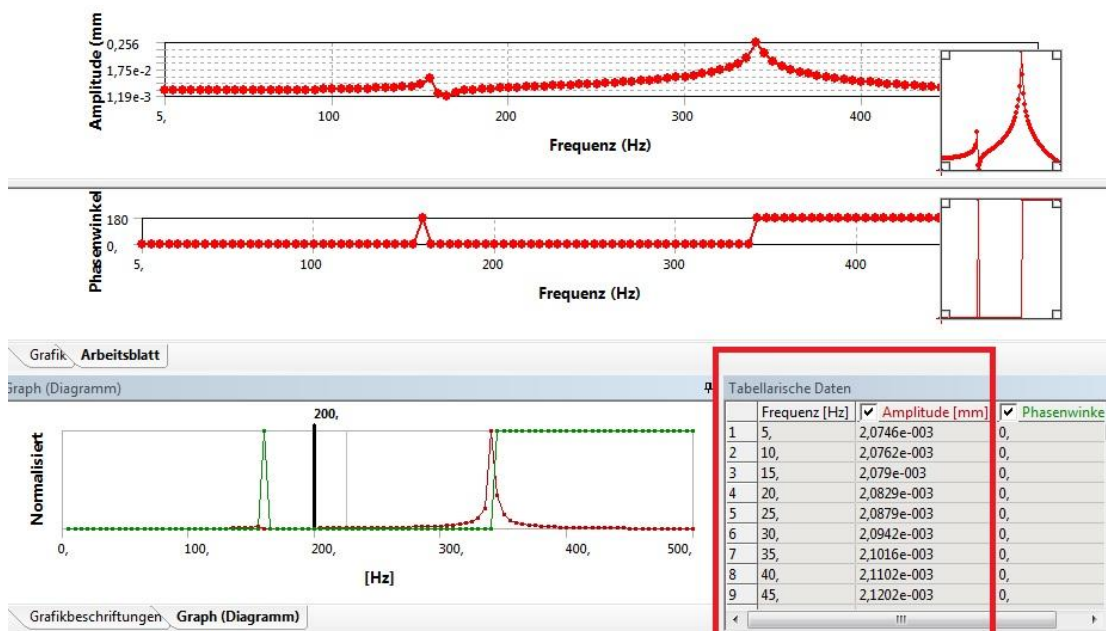 Amplitude (mm
0,256
1,75e-2
1,19e-3
5, 100 200 300 400
Frequenz (Hz)
Phasenwinkel
180
0,
5, 100 200 300 400
Frequenz (Hz)
Grafik Arbeitsblatt
Graph (Diagramm)
200,
Normalisiert
0, 100, 200, 300, 400, 500,
[Hz]
Grafikbeschriftungen Graph (Diagramm)
Tabellarische Daten
Frequenz [Hz] Amplitude [mm] Phasenwinke
1 5, 2,0746e-003 0,
2 10, 2,0762e-003 0,
3 15, 2,079e-003 0,
4 20, 2,0829e-003 0,
5 25, 2,0879e-003 0,
6 30, 2,0942e-003 0,
7 35, 2,1016e-003 0,
8 40, 2,1102e-003 0,
9 45, 2,1202e-003 0,